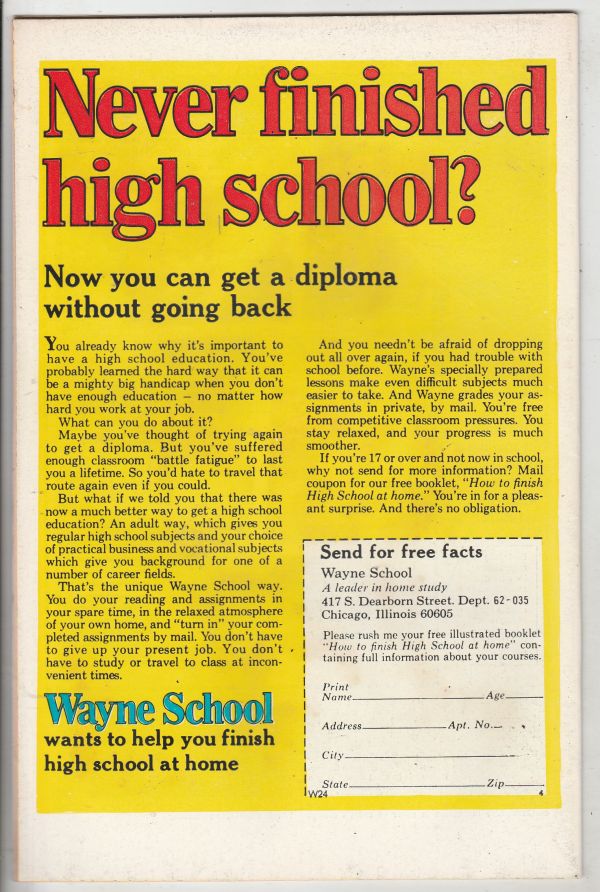 Never finished
high school?
Now you can get a diploma
without going back
You already know why it's important to
have a high school education. You've
probably learned the hard way that it can
be a mighty big handicap when you don't
have enough education — no matter how
hard you work at your job.
What can you do about it?
Maybe you've thought of trying again
to get a diploma. But you've suffered
enough classroom "battle fatigue" to last
you a lifetime. So you'd hate to travel that
route again even if you could.
But what if we told you that there was
now a much better way to get a high school
education? An adult way, which gives you
regular high school subjects and your choice
of practical business and vocational subjects
which give you background for one of a
number of career fields.
That's the unique Wayne School way.
You do your reading and assignments in
your spare time, in the relaxed atmosphere
of your own home, and "turn in" your com-
pleted assignments by mail. You don't have
to give up your present job. You don't
have to study or travel to class at incon-
venient times.
Wayne School
wants to help you finish
high school at home
And you needn't be afraid of dropping
out all over again, if you had trouble with
school before. Wayne's specially prepared
lessons make even difficult subjects much
easier to take. And Wayne grades your as-
signments in private, by mail. You're free
from competitive classroom pressures. You
stay relaxed, and your progress is much
smoother.
If you're 17 or over and not now in school,
why not send for more information? Mail
coupon for our free booklet, "How to finish
High School at home." You're in for a pleas-
ant surprise. And there's no obligation.
Send for free facts
Wayne School
A leader in home study
417 S. Dearborn Street. Dept. 62-035
Chicago, Illinois 60605
Please rush me your free illustrated booklet
"How to finish High School at home" con-
taining full information about your courses.
Print
Name Age
Address Apt. No.
City
State Zip
W24 4